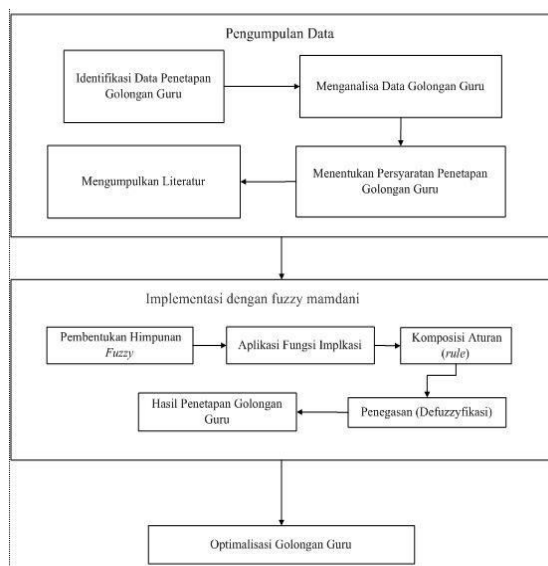 Pengumpulan Data
Identifikasi Data Penetapan
Golongan Guru
Menganalisa Data Golongan Guru
Mengumpulkan Literatur
Menentukan Persyaratan Penetapan
Golongan Guru
Implementasi dengan fuzzy mamdani
Pembentukan Himpunan
Fuzzy
Aplikasi Fungsi Implkasi
Komposisi Aturan
(rule)
Hasil Penetapan Golongan
Guru
Penegasan (Defuzzyfikasi)
Optimalisasi Golongan Guru